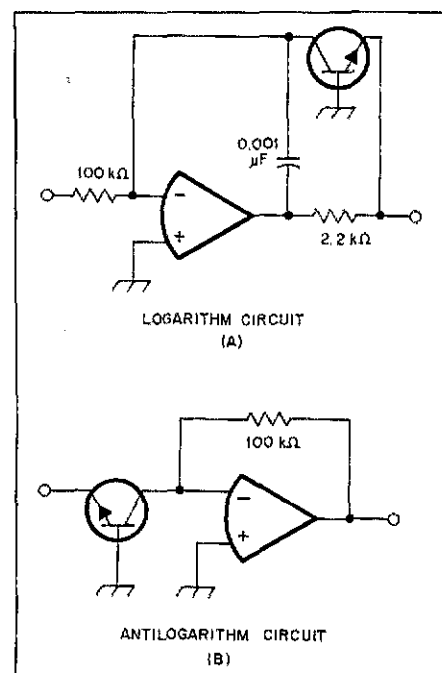 0.001
μF
100 kΩ
−
+
2.2 kΩ
LOGARITHM CIRCUIT
(A)
100 kΩ
−
+
ANTILOGARITHM CIRCUIT
(B)